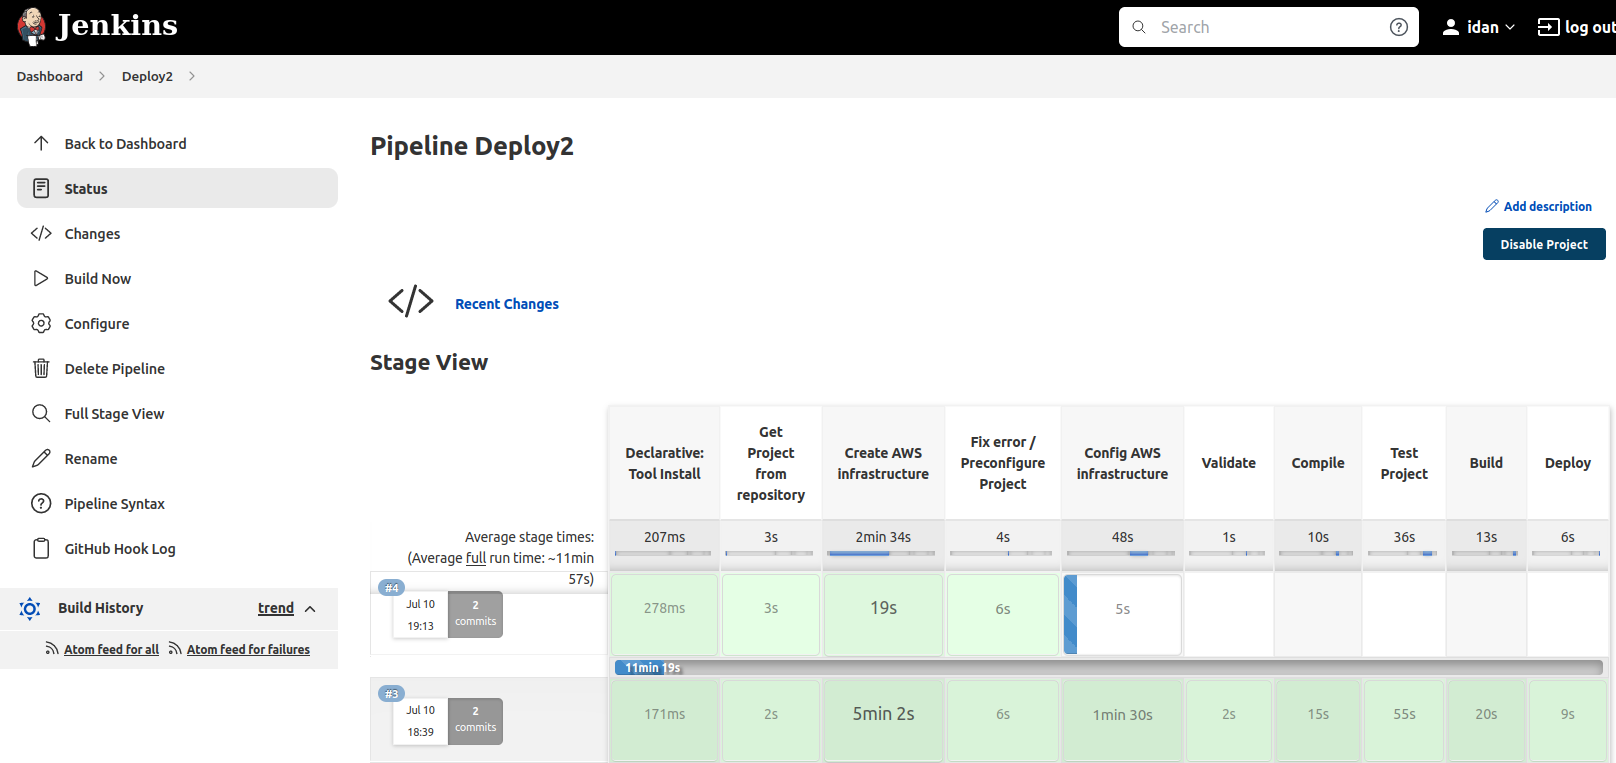 Jenkins
Search
idan
log out
Dashboard
Deploy2
Back to Dashboard
Status
Changes
Build Now
Configure
Delete Pipeline
Full Stage View
Rename
Pipeline Syntax
GitHub Hook Log
Build History
trend
Atom feed for all
Atom feed for failures
Pipeline Deploy2
Add description
Disable Project
</> Recent Changes
Stage View
Declarative:
Tool Install
Get
Project
from
repository
Create AWS
infrastructure
Fix error /
Preconfigure
Project
Config AWS
infrastructure
Validate
Compile
Test
Project
Build
Deploy
Average stage times:
(Average full run time: ~11min
57s)
207ms
3s
2min 34s
4s
48s
1s
10s
36s
13s
6s
#4
Jul 10
19:13
2
commits
278ms
3s
19s
6s
5s
11min 19s
#3
Jul 10
18:39
2
commits
171ms
2s
5min 2s
6s
1min 30s
2s
15s
55s
20s
9s